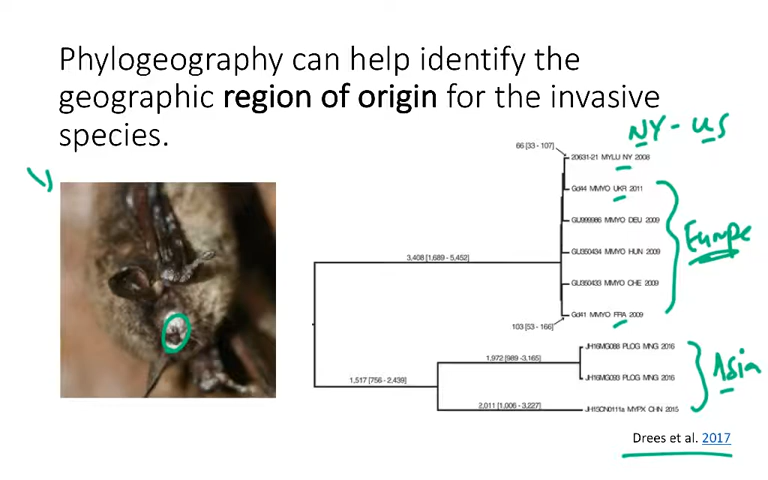 Phylogeography can help identify the
geographic region of origin for the invasive
species.
NY - US
66 [33 - 107]
20631-21 MYLU NY 2008
Gd44 MMYO UKR 2011
GU999986 MMYO DEU 2009
Europe
GU350434 MMYO HUN 2009
3,408 [1,689 - 5,452]
GU350433 MMYO CHE 2009
Gd41 MMYO FRA 2009
103 [53 - 166]
JH16MG088 PLOG MNG 2016
1,972 [989 -3,165]
Asia
1,517 [756 - 2,439]
JH16MG093 PLOG MNG 2016
2,011 [1,006 - 3,227]
JH15CN0111a MYPX CHN 2015
Drees et al. 2017